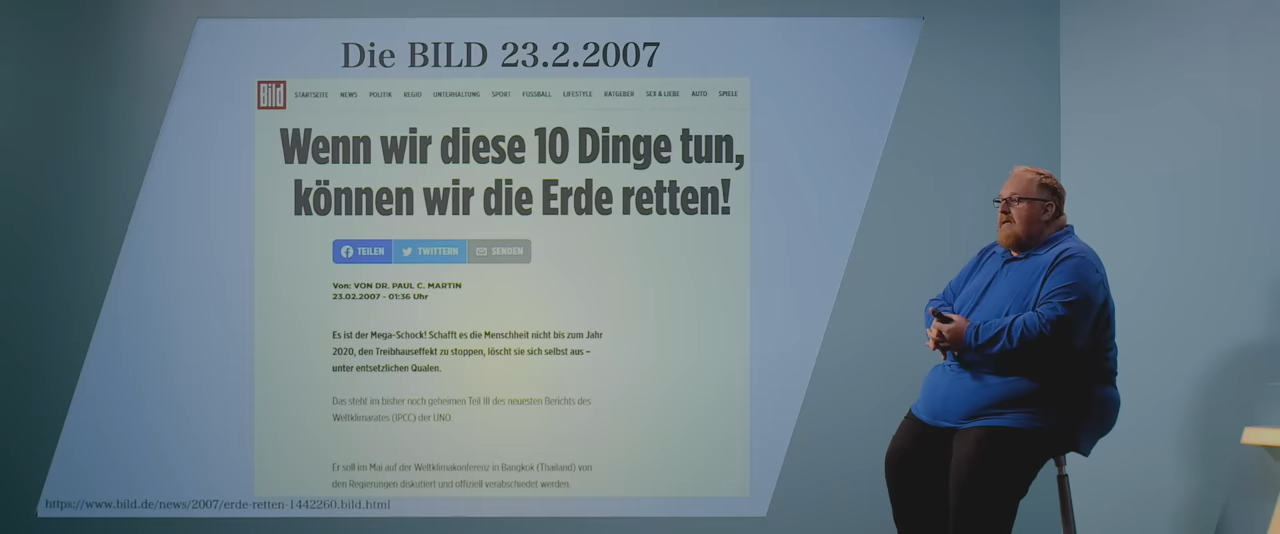 Die BILD 23.2.2007
Bild STARTSEITE NEWS POLITIK REGIO UNTERHALTUNG SPORT FUSSBALL LIFESTYLE RATGEBER SEX & LIEBE AUTO SPIELE
Wenn wir diese 10 Dinge tun,
können wir die Erde retten!
TEILEN TWITTERN SENDEN
Von: VON DR. PAUL C. MARTIN
23.02.2007 - 01:36 Uhr
Es ist der Mega-Schock! Schafft es die Menschheit nicht bis zum Jahr
2020, den Treibhauseffekt zu stoppen, löscht sie sich selbst aus –
unter entsetzlichen Qualen.
Das steht im bisher noch geheimen Teil III des neuesten Berichts des
Weltklimarates (IPCC) der UNO.
Er soll im Mai auf der Weltklimakonferenz in Bangkok (Thailand) von
den Regierungen diskutiert und offiziell verabschiedet werden.
https://www.bild.de/news/2007/erde-retten-1442260.bild.html